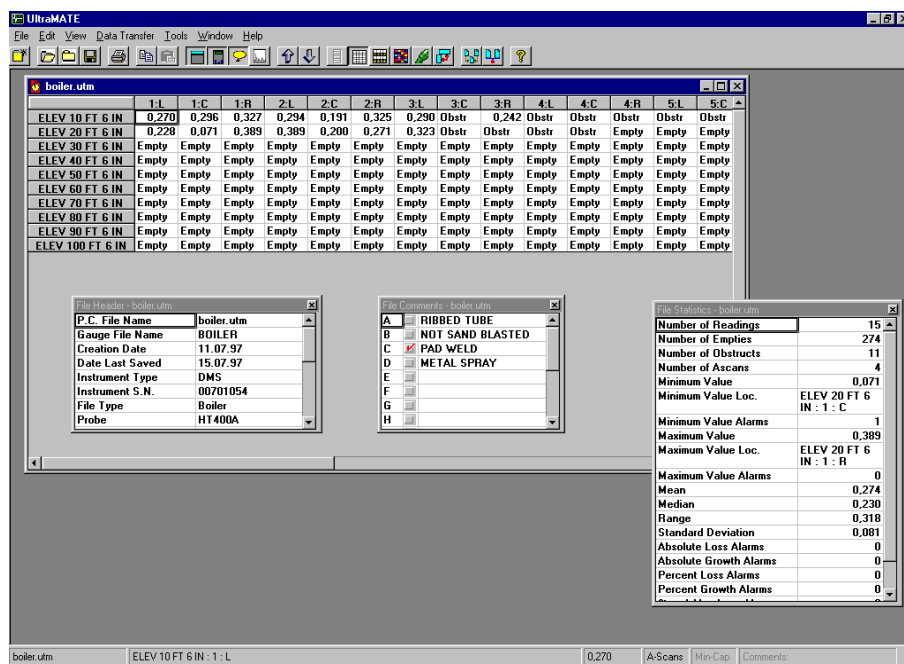 UltraMATE
File Edit View Data Transfer Tools Window Help
boiler.utm
1:L 1:C 1:R 2:L 2:C 2:R 3:L 3:C 3:R 4:L 4:C 4:R 5:L 5:C
ELEV 10 FT 6 IN 0,270 0,296 0,327 0,294 0,191 0,325 0,290 Obstr 0,242 Obstr Obstr Obstr Obstr Obstr
ELEV 20 FT 6 IN 0,228 0,071 0,389 0,389 0,200 0,271 0,323 Obstr Obstr Obstr Obstr Empty Empty Empty
ELEV 30 FT 6 IN Empty Empty Empty Empty Empty Empty Empty Empty Empty Empty Empty Empty Empty Empty
ELEV 40 FT 6 IN Empty Empty Empty Empty Empty Empty Empty Empty Empty Empty Empty Empty Empty Empty
ELEV 50 FT 6 IN Empty Empty Empty Empty Empty Empty Empty Empty Empty Empty Empty Empty Empty Empty
ELEV 60 FT 6 IN Empty Empty Empty Empty Empty Empty Empty Empty Empty Empty Empty Empty Empty Empty
ELEV 70 FT 6 IN Empty Empty Empty Empty Empty Empty Empty Empty Empty Empty Empty Empty Empty Empty
ELEV 80 FT 6 IN Empty Empty Empty Empty Empty Empty Empty Empty Empty Empty Empty Empty Empty Empty
ELEV 90 FT 6 IN Empty Empty Empty Empty Empty Empty Empty Empty Empty Empty Empty Empty Empty Empty
ELEV 100 FT 6 IN Empty Empty Empty Empty Empty Empty Empty Empty Empty Empty Empty Empty Empty Empty
File Header - boiler.utm
P.C. File Name boiler.utm
Gauge File Name BOILER
Creation Date 11.07.97
Date Last Saved 15.07.97
Instrument Type DMS
Instrument S.N. 00701054
File Type Boiler
Probe HT400A
File Comments - boiler.utm
A RIBBED TUBE
B NOT SAND BLASTED
C PAD WELD
D METAL SPRAY
E
F
G
H
File Statistics - boiler.utm
Number of Readings 15
Number of Empties 274
Number of Obstructs 11
Number of Ascans 4
Minimum Value 0,071
Minimum Value Loc. ELEV 20 FT 6
IN : 1 : C
Minimum Value Alarms 1
Maximum Value 0,389
Maximum Value Loc. ELEV 20 FT 6
IN : 1 : R
Maximum Value Alarms 0
Mean 0,274
Median 0,230
Range 0,318
Standard Deviation 0,081
Absolute Loss Alarms 0
Absolute Growth Alarms 0
Percent Loss Alarms 0
Percent Growth Alarms 0
boiler.utm ELEV 10 FT 6 IN : 1 : L 0,270 A-Scans Min-Cap Comments: